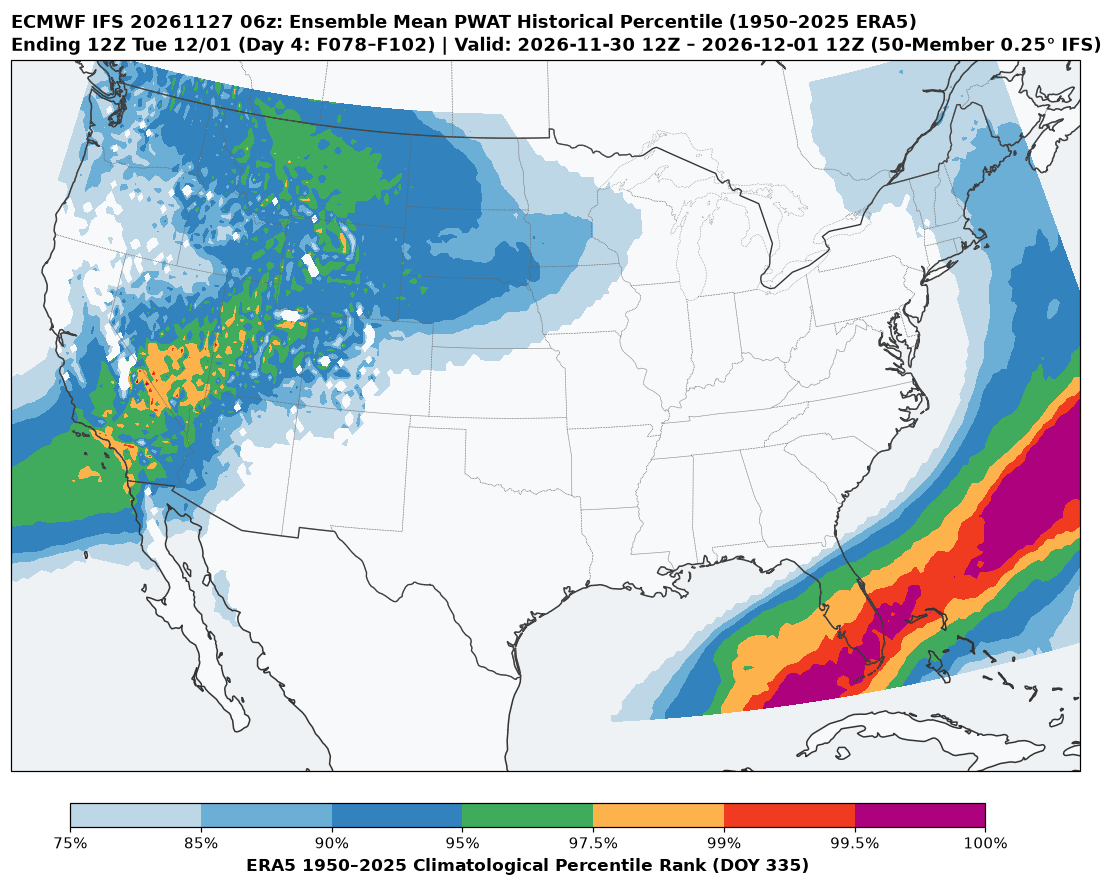 ECMWF IFS 20261127 06z: Ensemble Mean PWAT Historical Percentile (1950–2025 ERA5)
Ending 12Z Tue 12/01 (Day 4: F078–F102) | Valid: 2026-11-30 12Z – 2026-12-01 12Z (50-Member 0.25° IFS)
75% 85% 90% 95% 97.5% 99% 99.5% 100%
ERA5 1950–2025 Climatological Percentile Rank (DOY 335)